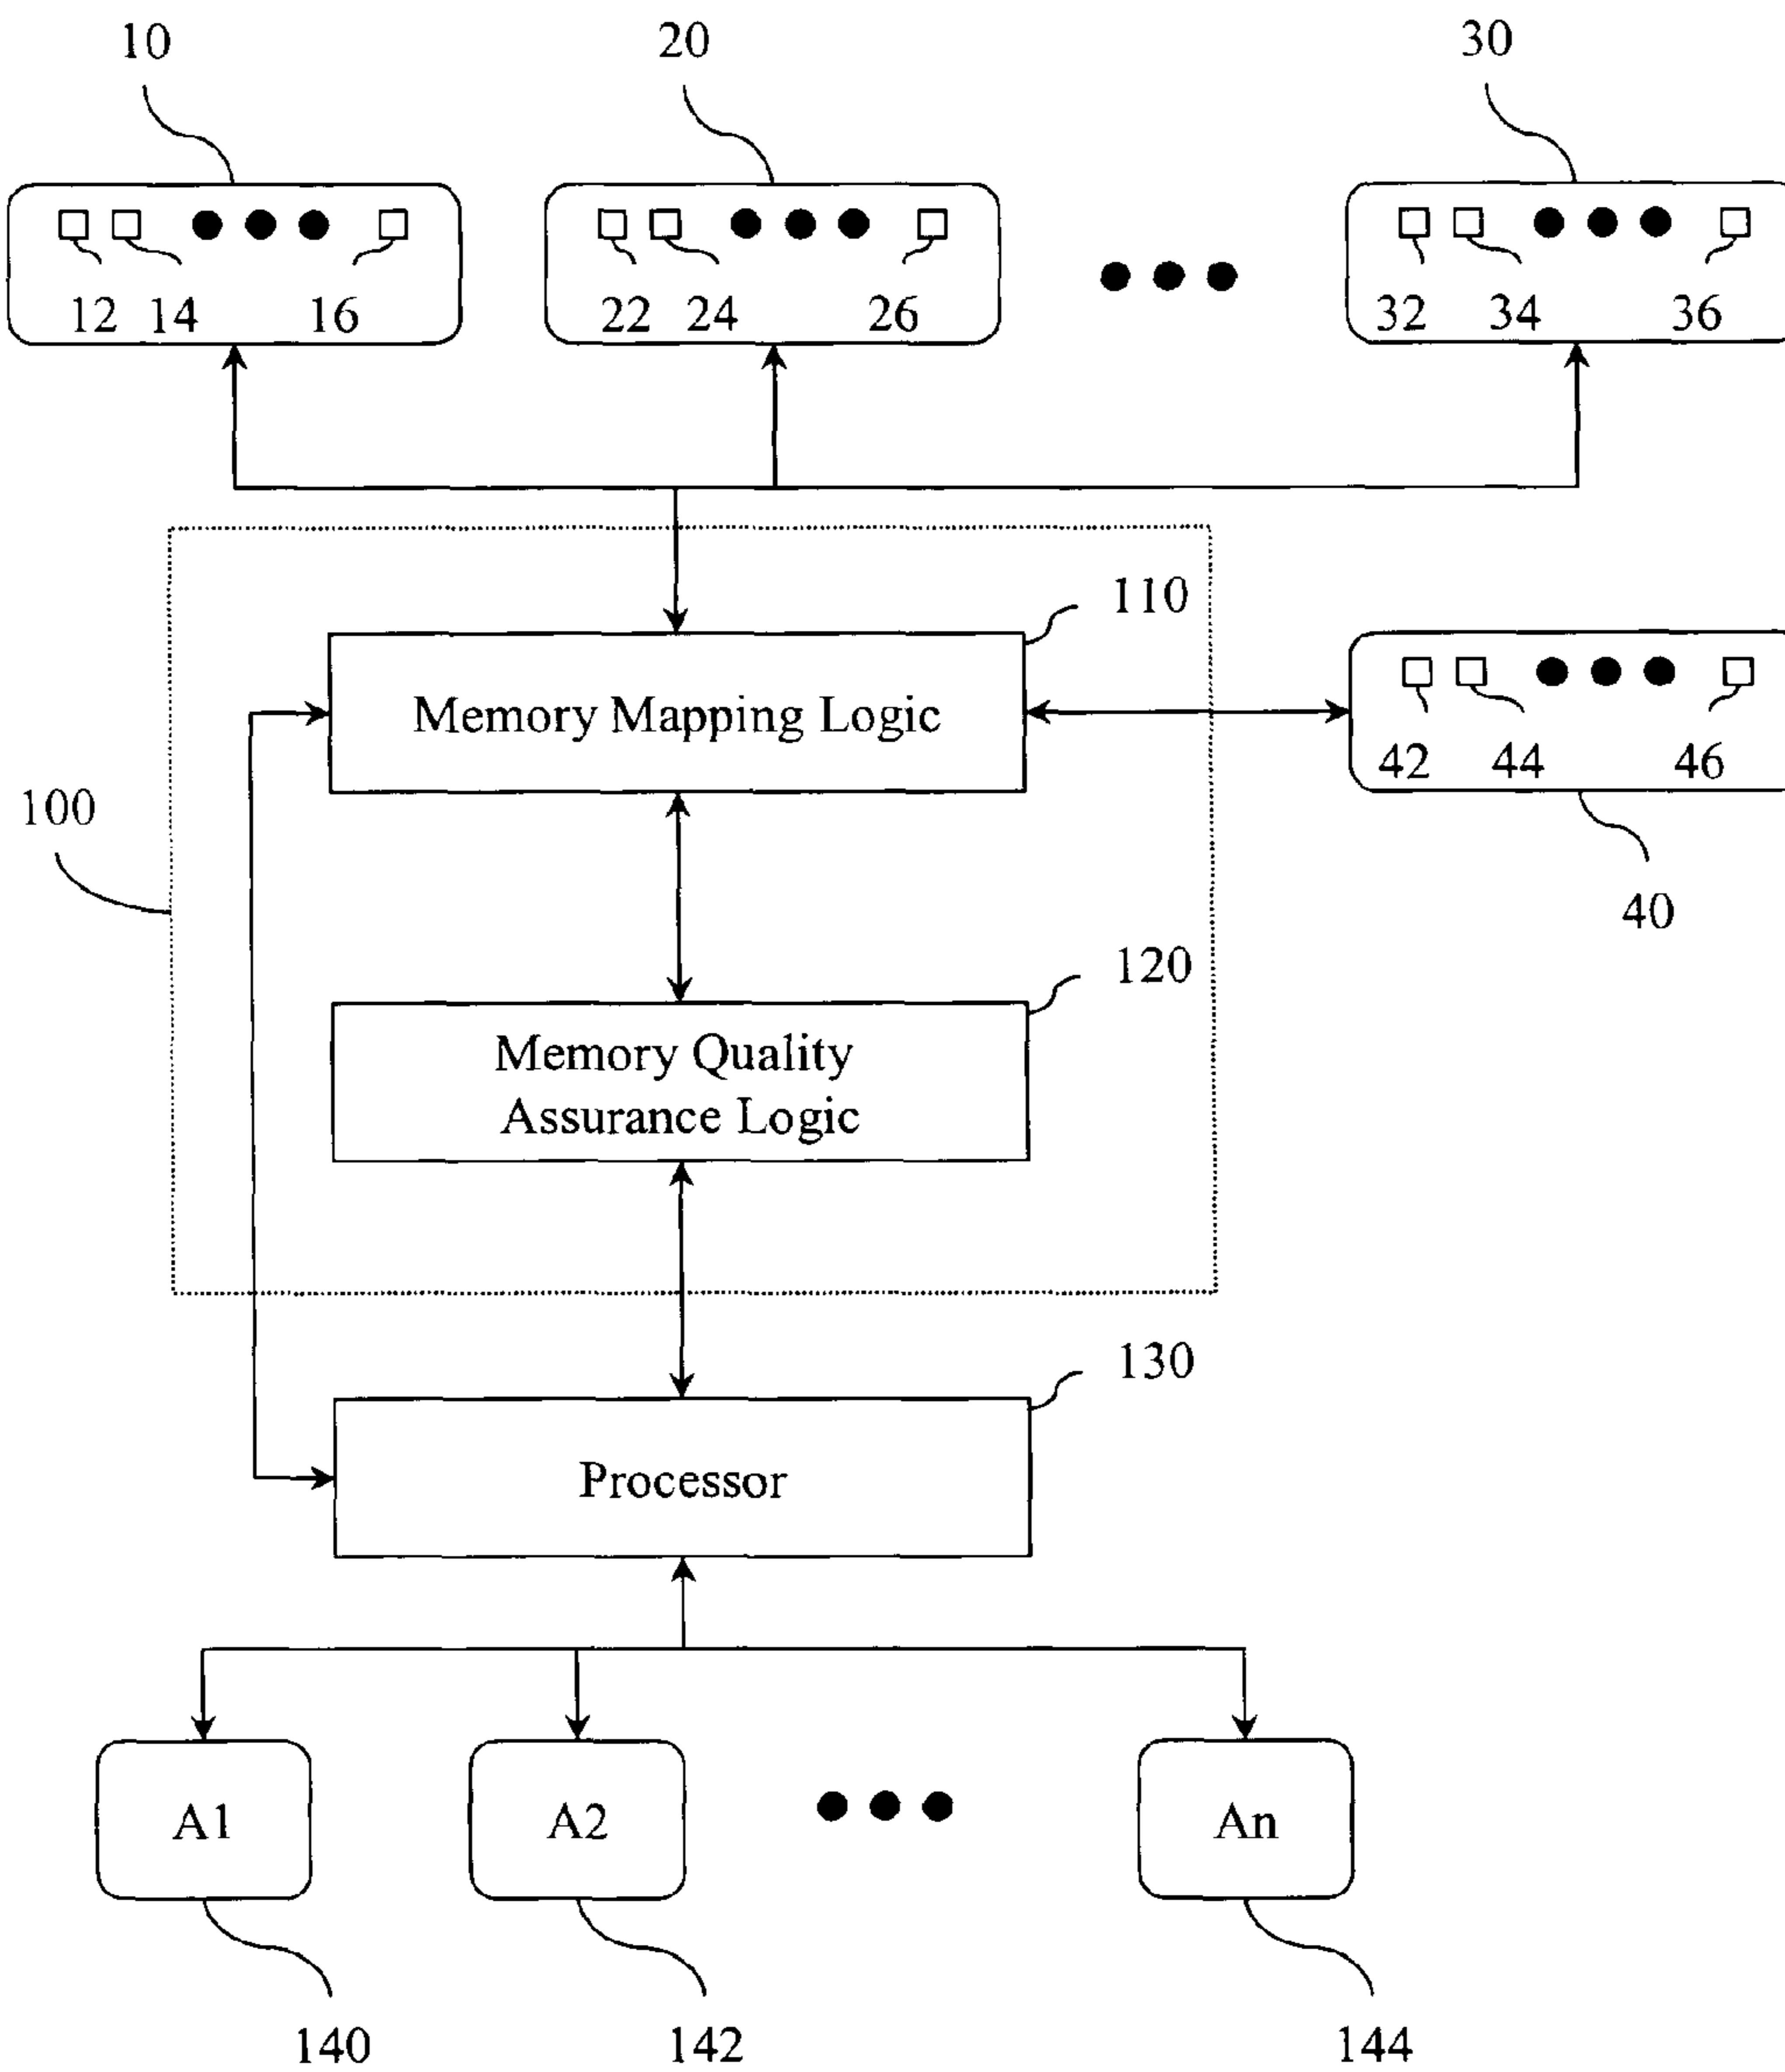 10
20
30
12 14 16
22 24 26
32 34 36
110
Memory Mapping Logic
42 44 46
100
40
120
Memory Quality
Assurance Logic
130
Processor
A1
A2
An
140
142
144